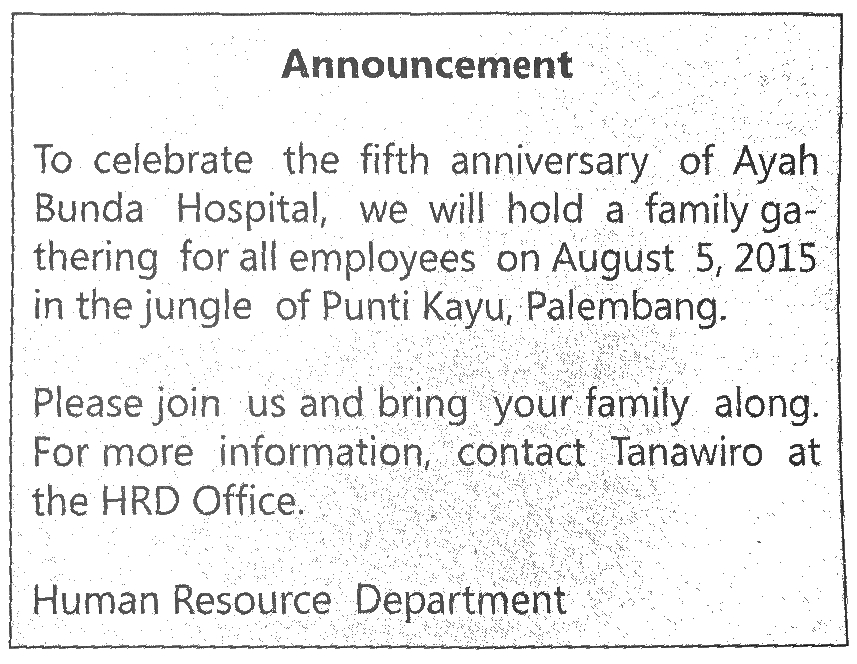 Announcement
To celebrate the fifth anniversary of Ayah
Bunda Hospital, we will hold a family ga-
thering for all employees on August 5, 2015
in the jungle of Punti Kayu, Palembang.
Please join us and bring your family along.
For more information, contact Tanawiro at
the HRD Office.
Human Resource Department